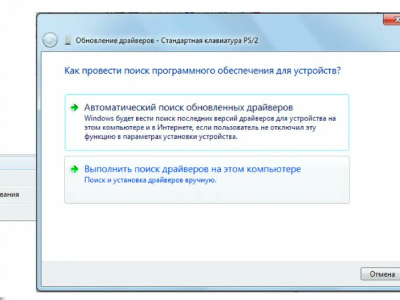 Обновление драйверов - Стандартная клавиатура PS/2
Как провести поиск программного обеспечения для устройств?
Автоматический поиск обновленных драйверов
Windows будет вести поиск последних версий драйверов для устройства на
этом компьютере и в Интернете, если пользователь не отключил эту
функцию в параметрах установки устройства.
Выполнить поиск драйверов на этом компьютере
Поиск и установка драйверов вручную.
вания
Отмена